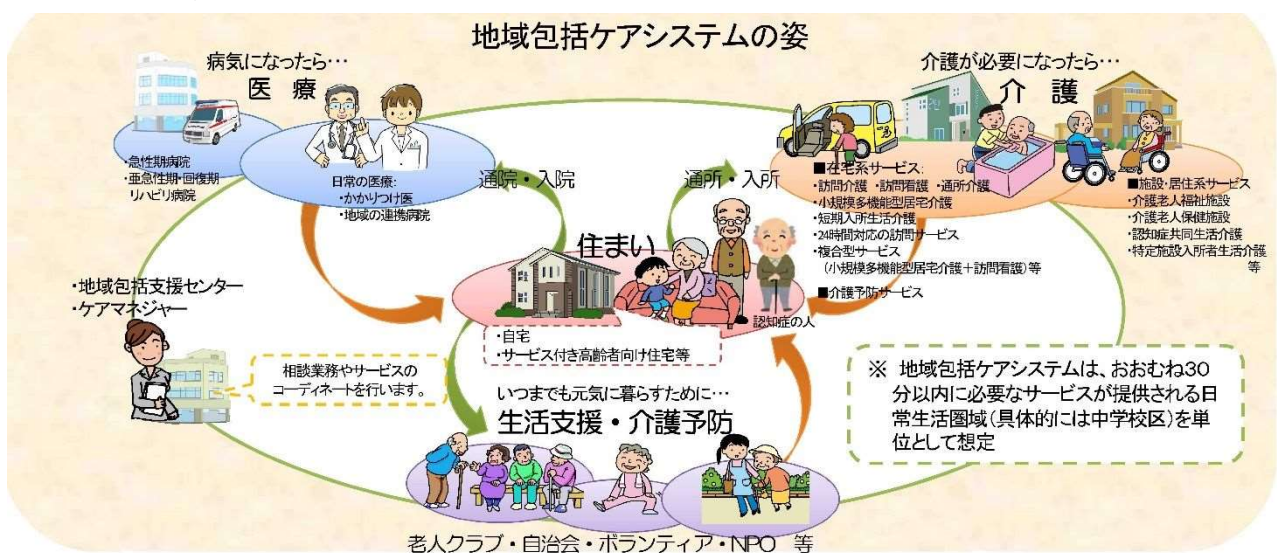 地域包括ケアシステムの姿
病気になったら…
医 療
・急性期病院
・亜急性期・回復期
リハビリ病院
日常の医療:
・かかりつけ医
・地域の連携病院
通院・入院
通所・入所
介護が必要になったら…
介 護
■在宅系サービス:
・訪問介護 ・訪問看護 ・通所介護
・小規模多機能型居宅介護
・短期入所生活介護
・24時間対応の訪問サービス
・複合型サービス
(小規模多機能型居宅介護+訪問看護)等
■介護予防サービス
■施設・居住系サービス
・介護老人福祉施設
・介護老人保健施設
・認知症共同生活介護
・特定施設入所者生活介護
等
住まい
認知症の人
・自宅
・サービス付き高齢者向け住宅等
・地域包括支援センター
・ケアマネジャー
相談業務やサービスの
コーディネートを行います。
いつまでも元気に暮らすために…
生活支援・介護予防
老人クラブ・自治会・ボランティア・NPO 等
※ 地域包括ケアシステムは、おおむね30
分以内に必要なサービスが提供される日
常生活圏域(具体的には中学校区)を単
位として想定